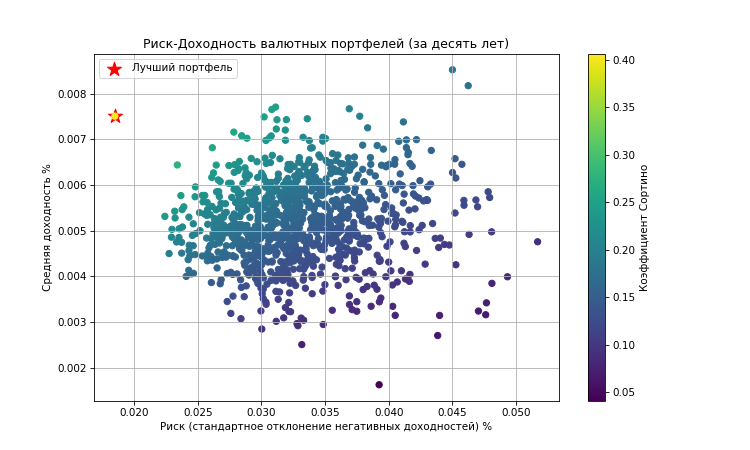 Риск-Доходность валютных портфелей (за десять лет)
Лучший портфель
0.008
0.007
0.006
0.005
0.004
0.003
0.002
Средняя доходность %
0.020 0.025 0.030 0.035 0.040 0.045 0.050
Риск (стандартное отклонение негативных доходностей) %
0.40
0.35
0.30
0.25
0.20
0.15
0.10
0.05
Коэффициент Сортино